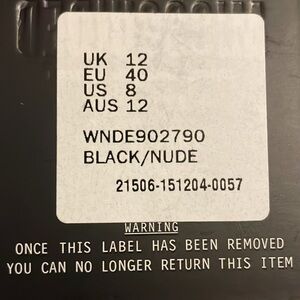 UK 12
EU 40
US 8
AUS 12
WNDE902790
BLACK/NUDE
21506-151204-0057
WARNING
ONCE THIS LABEL HAS BEEN REMOVED
YOU CAN NO LONGER RETURN THIS ITEM